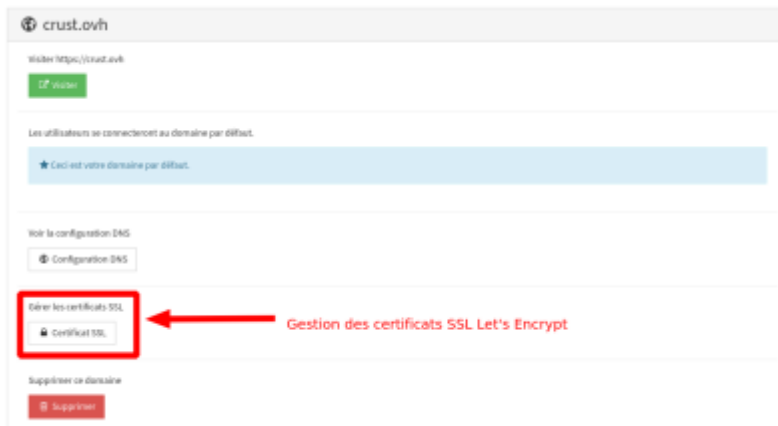 crust.ovh
Visiter https://crust.ovh
Visiter
Les utilisateurs se connecteront au domaine par défaut.
Ceci est votre domaine par défaut.
Voir la configuration DNS
Configuration DNS
Gérer les certificats SSL
Certificat SSL
Gestion des certificats SSL Let's Encrypt
Supprimer ce domaine
Supprimer